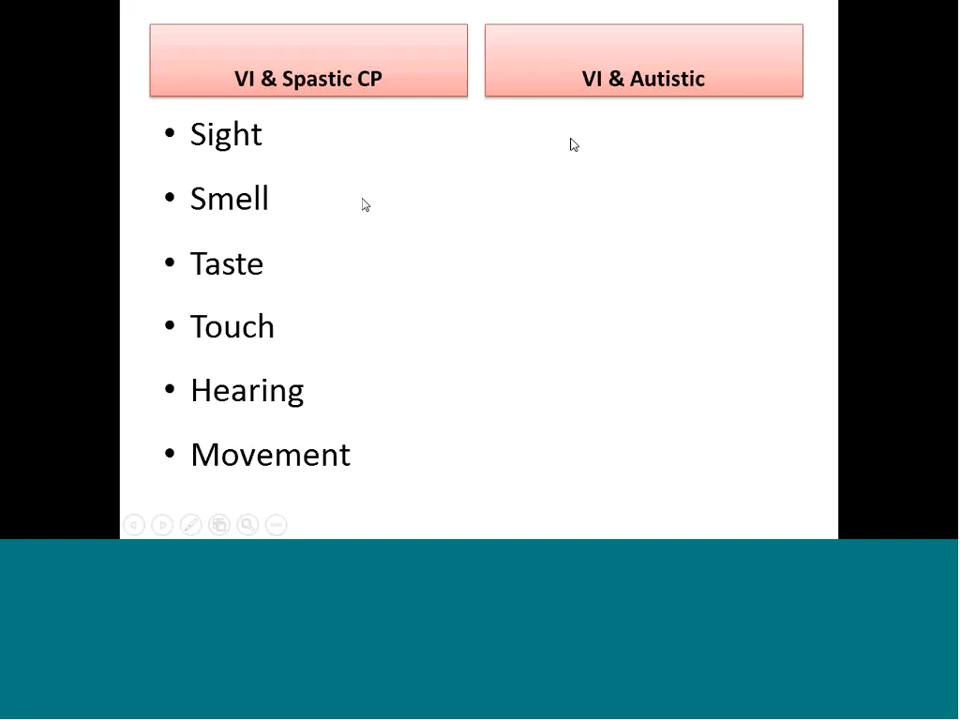 VI & Spastic CP
VI & Autistic
• Sight
• Smell
• Taste
• Touch
• Hearing
• Movement